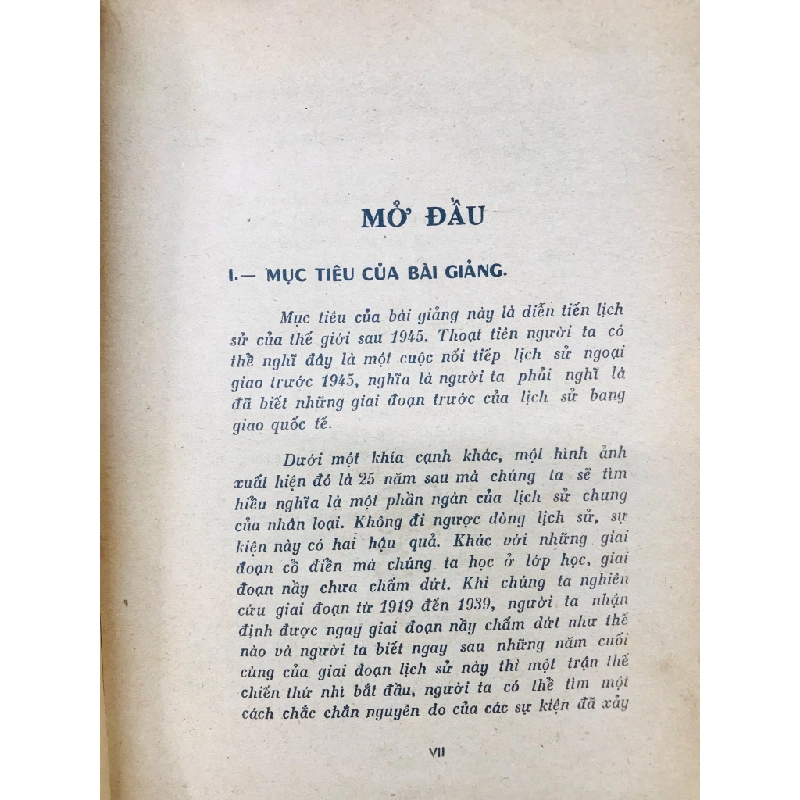 MỞ ĐẦU
I.— MỤC TIÊU CỦA BÀI GIẢNG.
Mục tiêu của bài giảng này là diễn tiến lịch
sử của thế giới sau 1945. Thoạt tiên người ta có
thề nghĩ đây là một cuộc nối tiếp lịch sử ngoại
giao trước 1945, nghĩa là người ta phải nghĩ là
đã biết những giai đoạn trước của lịch sử bang
giao quốc tế.
Dưới một khía cạnh khác, một hình ảnh
xuất hiện đó là 25 năm sau mà chúng ta sẽ tìm
hiều nghĩa là một phần ngàn của lịch sử chung
của nhân loại. Không đi ngược dòng lịch sử, sự
kiện này có hai hậu quả. Khác với những giai
đoạn cồ điền mà chúng ta học ở lớp học, giai
đoạn nầy chưa chấm dứt. Khi chúng ta nghiên
cứu giai đoạn từ 1919 đến 1939, người ta nhận
định được ngay giai đoạn nầy chấm dứt như thế
nào và người ta biết ngay sau những năm cuối
cùng của giai đoạn lịch sử này thì một trận thế
chiến thứ nhì bắt đầu, người ta có thề tìm một
cách chắc chắn nguyên do của các sự kiện đã xảy
VII